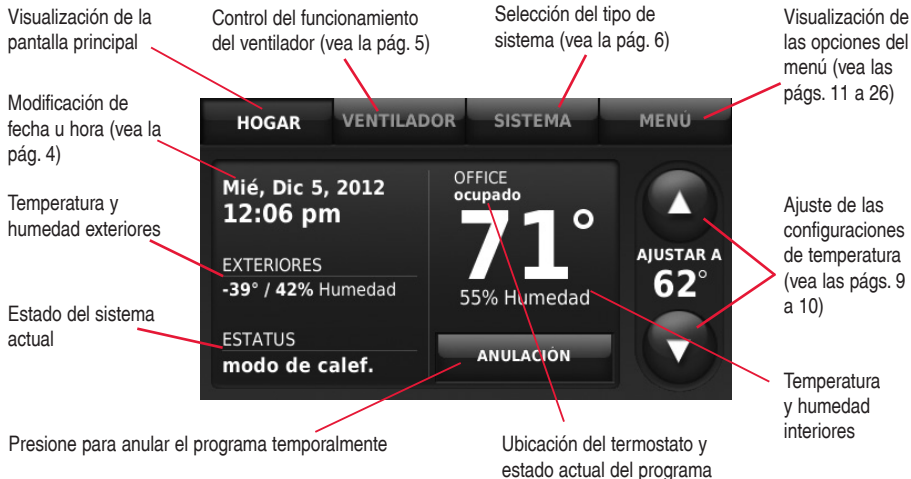 Visualización de la
pantalla principal
Control del funcionamiento
del ventilador (vea la pág. 5)
Selección del tipo de
sistema (vea la pág. 6)
Visualización de
las opciones del
menú (vea las
págs. 11 a 26)
Modificación de
fecha u hora (vea la
pág. 4)
Temperatura y
humedad exteriores
Estado del sistema
actual
HOGAR
VENTILADOR
SISTEMA
MENÚ
Mié, Dic 5, 2012
12:06 pm
EXTERIORES
-39° / 42% Humedad
ESTATUS
modo de calef.
OFFICE
ocupado
71°
55% Humedad
ANULACIÓN
AJUSTAR A
62°
Ajuste de las
configuraciones
de temperatura
(vea las págs. 9
a 10)
Temperatura
y humedad
interiores
Presione para anular el programa temporalmente
Ubicación del termostato y
estado actual del programa